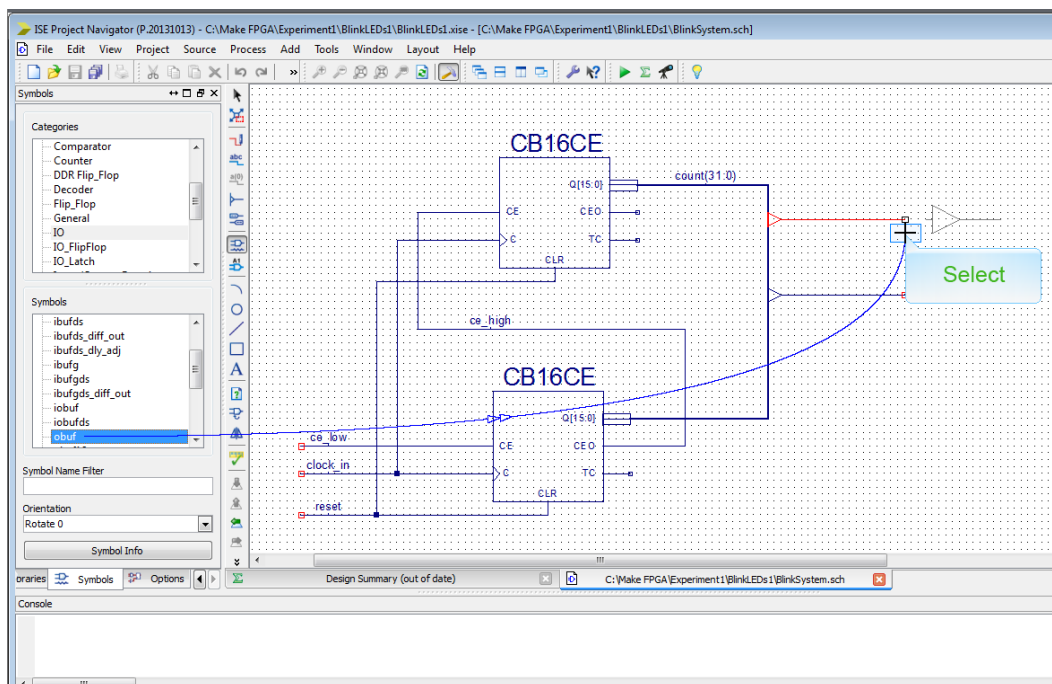 ISE Project Navigator (P.20131013) - C:\Make FPGA\Experiment1\BlinkLEDs1\BlinkLEDs1.xise - [C:\Make FPGA\Experiment1\BlinkLEDs1\BlinkSystem.sch]
File Edit View Project Source Process Add Tools Window Layout Help
Symbols
Categories
Comparator
Counter
DDR Flip_Flop
Decoder
Flip_Flop
General
IO
IO_FlipFlop
IO_Latch
Symbols
ibufds
ibufds_diff_out
ibufds_dly_adj
ibufg
ibufgds
ibufgds_diff_out
iobuf
iobufds
obuf
Symbol Name Filter
Orientation
Rotate 0
Symbol Info
oraries Symbols Options
abc
a(0)
A1
A
CB16CE
Q[15:0]
CE CEO
C TC
CLR
count(31:0)
Select
ce_high
CB16CE
Q[15:0]
ce_low CE CEO
clock_in C TC
CLR
reset
Design Summary (out of date) C:\Make FPGA\Experiment1\BlinkLEDs1\BlinkSystem.sch
Console